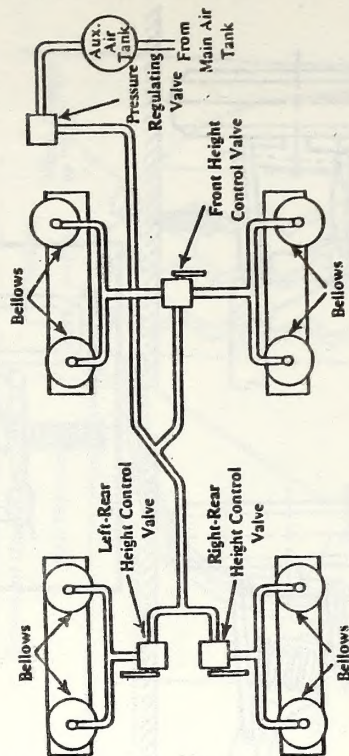 Aux.
Air
Tank
From
Main Air
Tank
Pressure
Regulating
Valve
Bellows
Front Height
Control Valve
Bellows
Left-Rear
Height Control
Valve
Right-Rear
Height Control
Valve
Bellows
Bellows